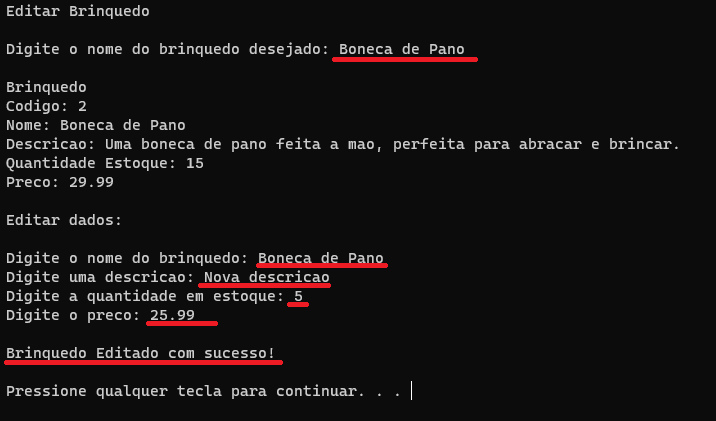 Editar Brinquedo
Digite o nome do brinquedo desejado: Boneca de Pano
Brinquedo
Codigo: 2
Nome: Boneca de Pano
Descricao: Uma boneca de pano feita a mao, perfeita para abracar e brincar.
Quantidade Estoque: 15
Preco: 29.99
Editar dados:
Digite o nome do brinquedo: Boneca de Pano
Digite uma descricao: Nova descricao
Digite a quantidade em estoque: 5
Digite o preco: 25.99
Brinquedo Editado com sucesso!
Pressione qualquer tecla para continuar. . .